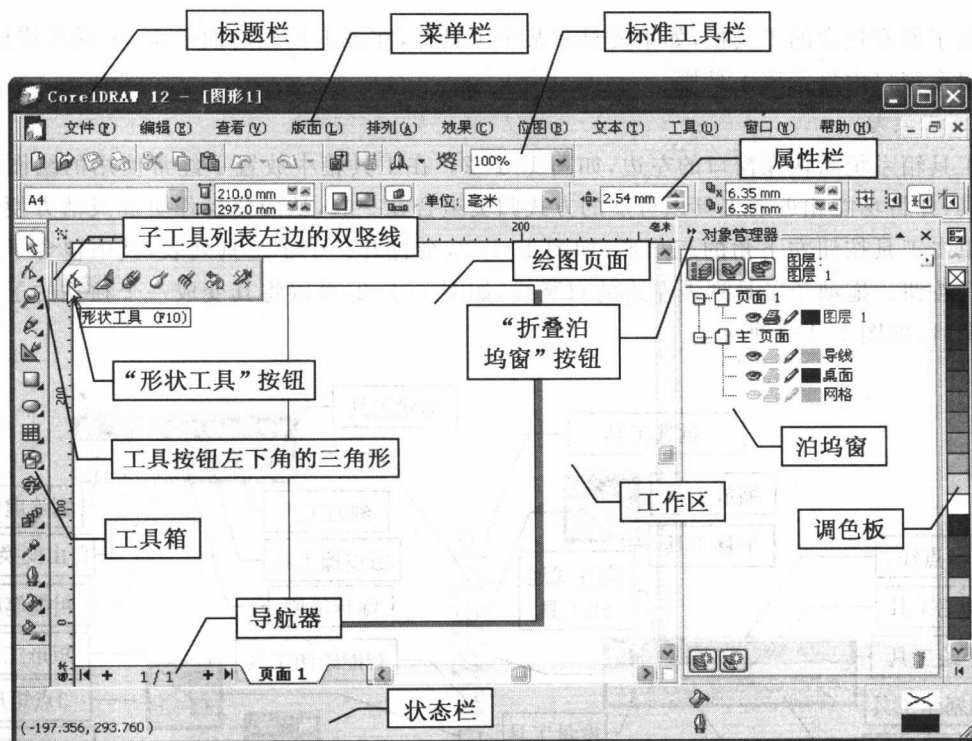 标题栏
菜单栏
标准工具栏
CorelDRAW 12 - [图形1]
文件(F) 编辑(E) 查看(V) 版面(L) 排列(A) 效果(C) 位图(B) 文本(T) 工具(O) 窗口(W) 帮助(H)
100%
属性栏
A4
210.0 mm
297.0 mm
单位: 毫米
2.54 mm
6.35 mm
6.35 mm
子工具列表左边的双竖线
200
毫米
绘图页面
对象管理器
图层:
图层 1
形状工具 (F10)
“折叠泊坞窗”按钮
页面 1
图层 1
主 页面
导线
桌面
网格
“形状工具”按钮
200
工具按钮左下角的三角形
泊坞窗
工作区
100
工具箱
调色板
导航器
0
毫米
1 / 1
页面 1
状态栏
(-197.356, 293.760)